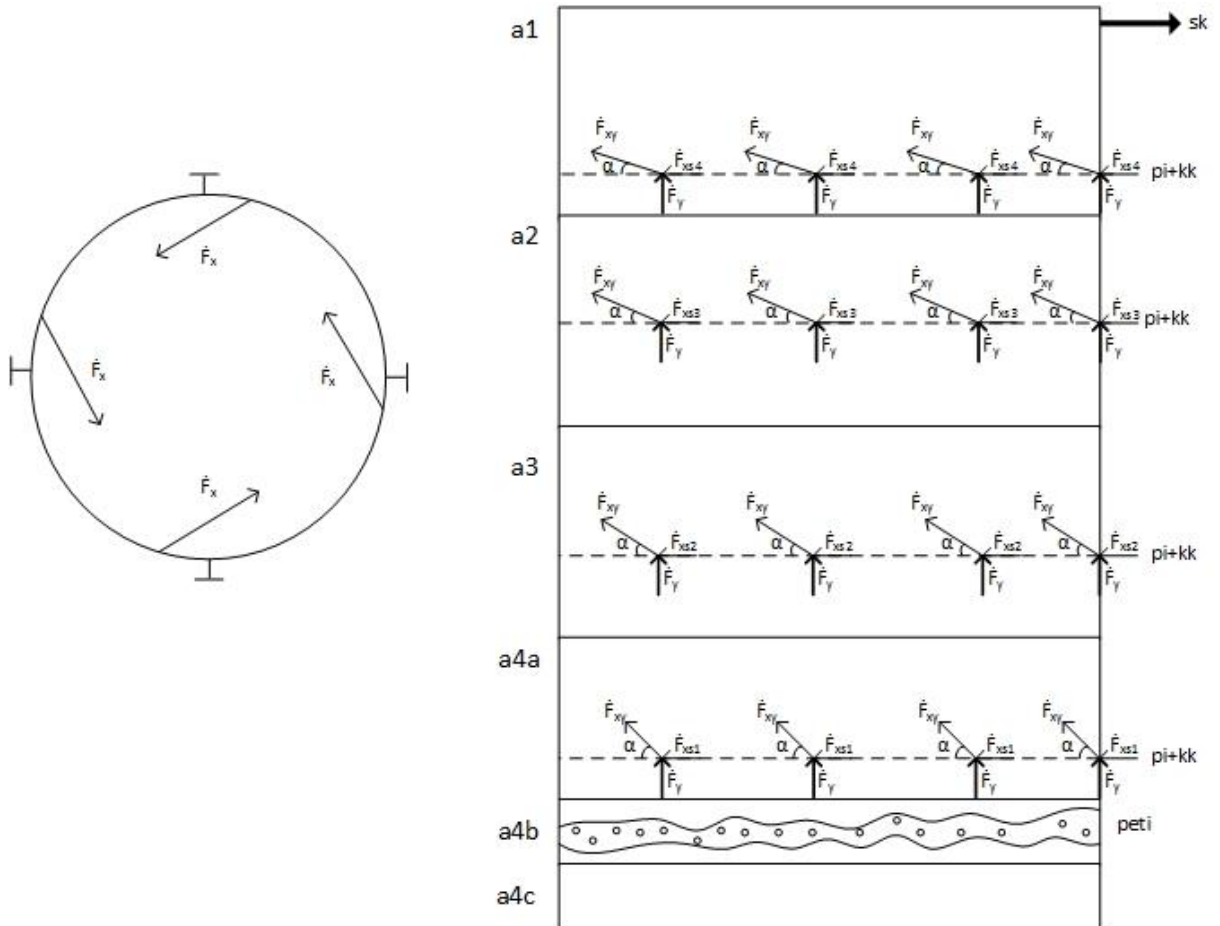 Ḟx
Ḟx
Ḟx
Ḟx
a1
sk
Ḟxy Ḟxy Ḟxy Ḟxy
α Ḟxs4 α Ḟxs4 α Ḟxs4 α Ḟxs4 pi+kk
Ḟy Ḟy Ḟy Ḟy
a2
Ḟxy Ḟxy Ḟxy Ḟxy
α Ḟxs3 α Ḟxs3 α Ḟxs3 α Ḟxs3 pi+kk
Ḟy Ḟy Ḟy Ḟy
a3
Ḟxy Ḟxy Ḟxy Ḟxy
α Ḟxs2 α Ḟxs2 α Ḟxs2 α Ḟxs2 pi+kk
Ḟy Ḟy Ḟy Ḟy
a4a
Ḟxy Ḟxy Ḟxy Ḟxy
α Ḟxs1 α Ḟxs1 α Ḟxs1 α Ḟxs1 pi+kk
Ḟy Ḟy Ḟy Ḟy
a4b peti
a4c